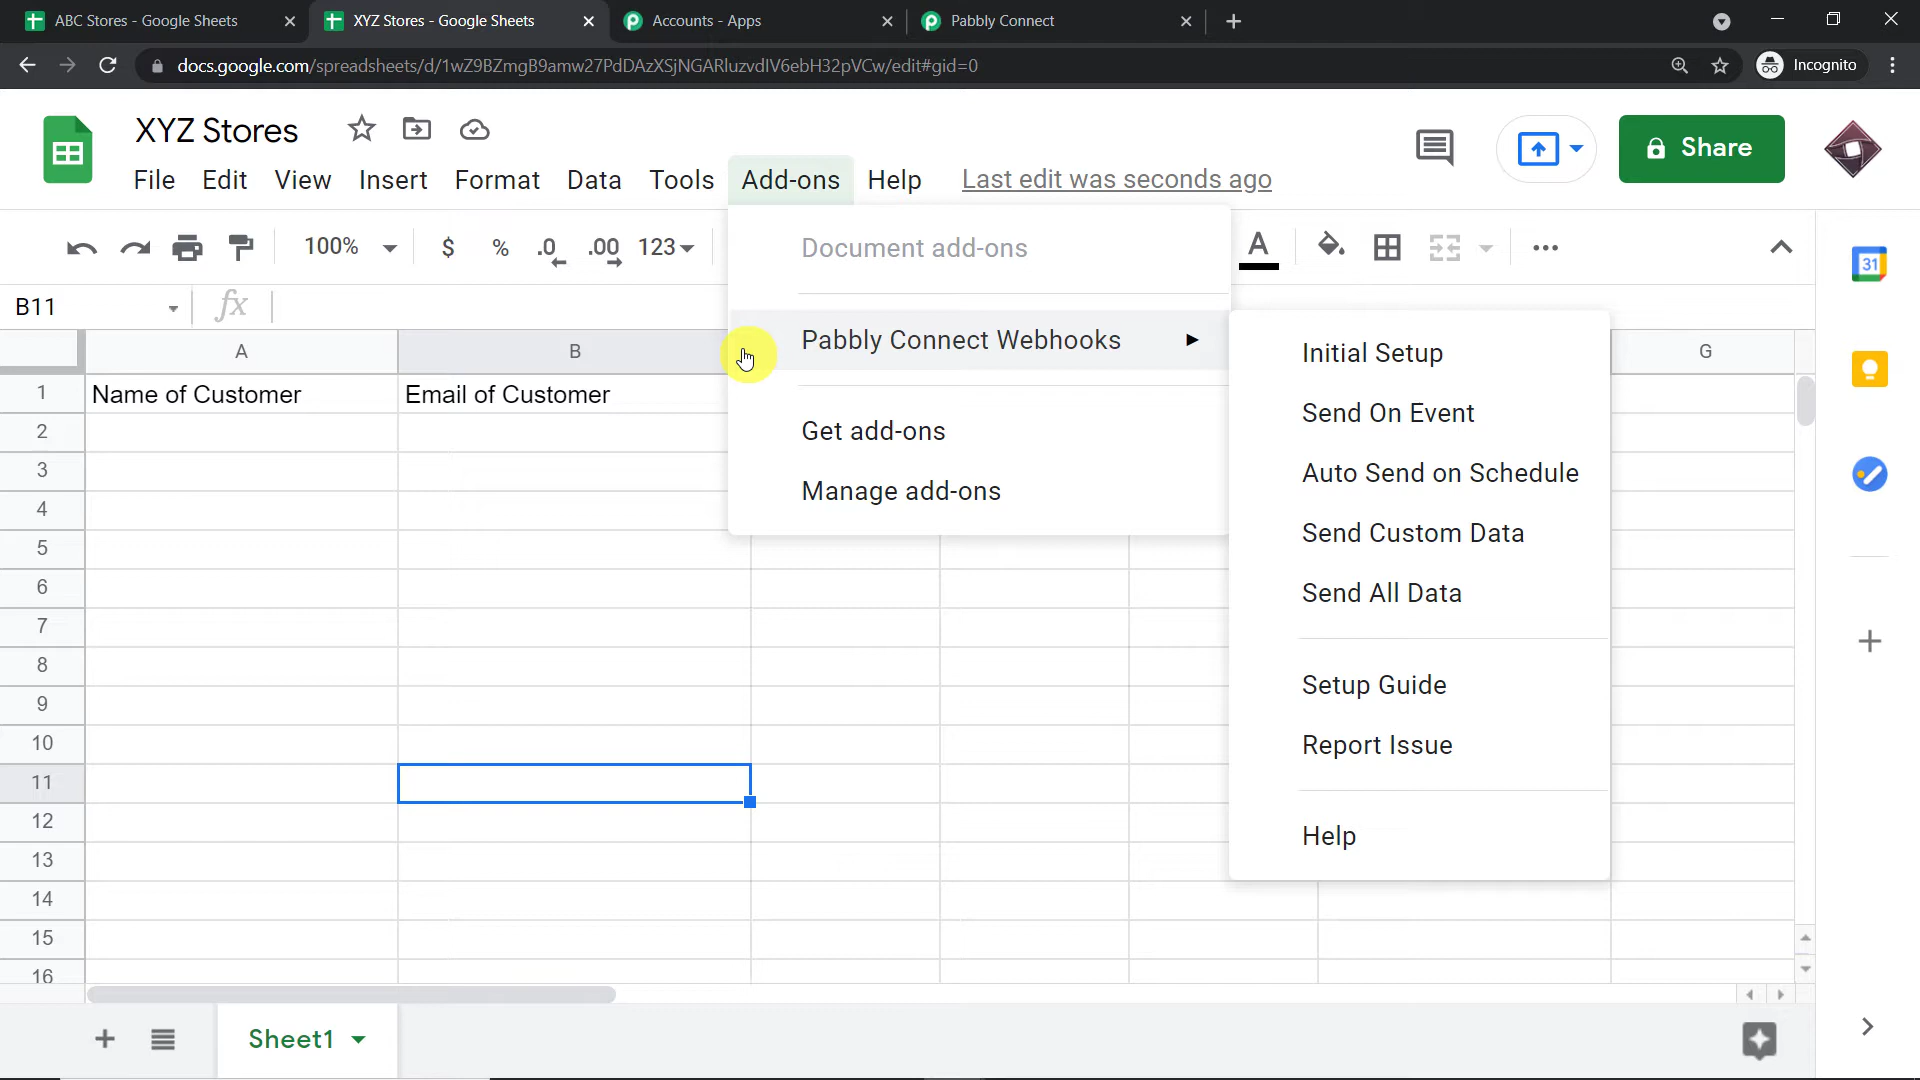 ABC Stores - Google Sheets
XYZ Stores - Google Sheets
Accounts - Apps
Pabbly Connect
docs.google.com/spreadsheets/d/1wZ9BZmgB9amw27PdDAzXSjNGARluzvdIV6ebH32pVCw/edit#gid=0
Incognito
XYZ Stores
Share
File Edit View Insert Format Data Tools Add-ons Help Last edit was seconds ago
100% $ % .0 .00 123
A
31
B11
fx
Document add-ons
Pabbly Connect Webhooks
Get add-ons
Manage add-ons
Initial Setup
Send On Event
Auto Send on Schedule
Send Custom Data
Send All Data
Setup Guide
Report Issue
Help
A B G
1 Name of Customer Email of Customer
2
3
4
5
6
7
8
9
10
11
12
13
14
15
16
Sheet1